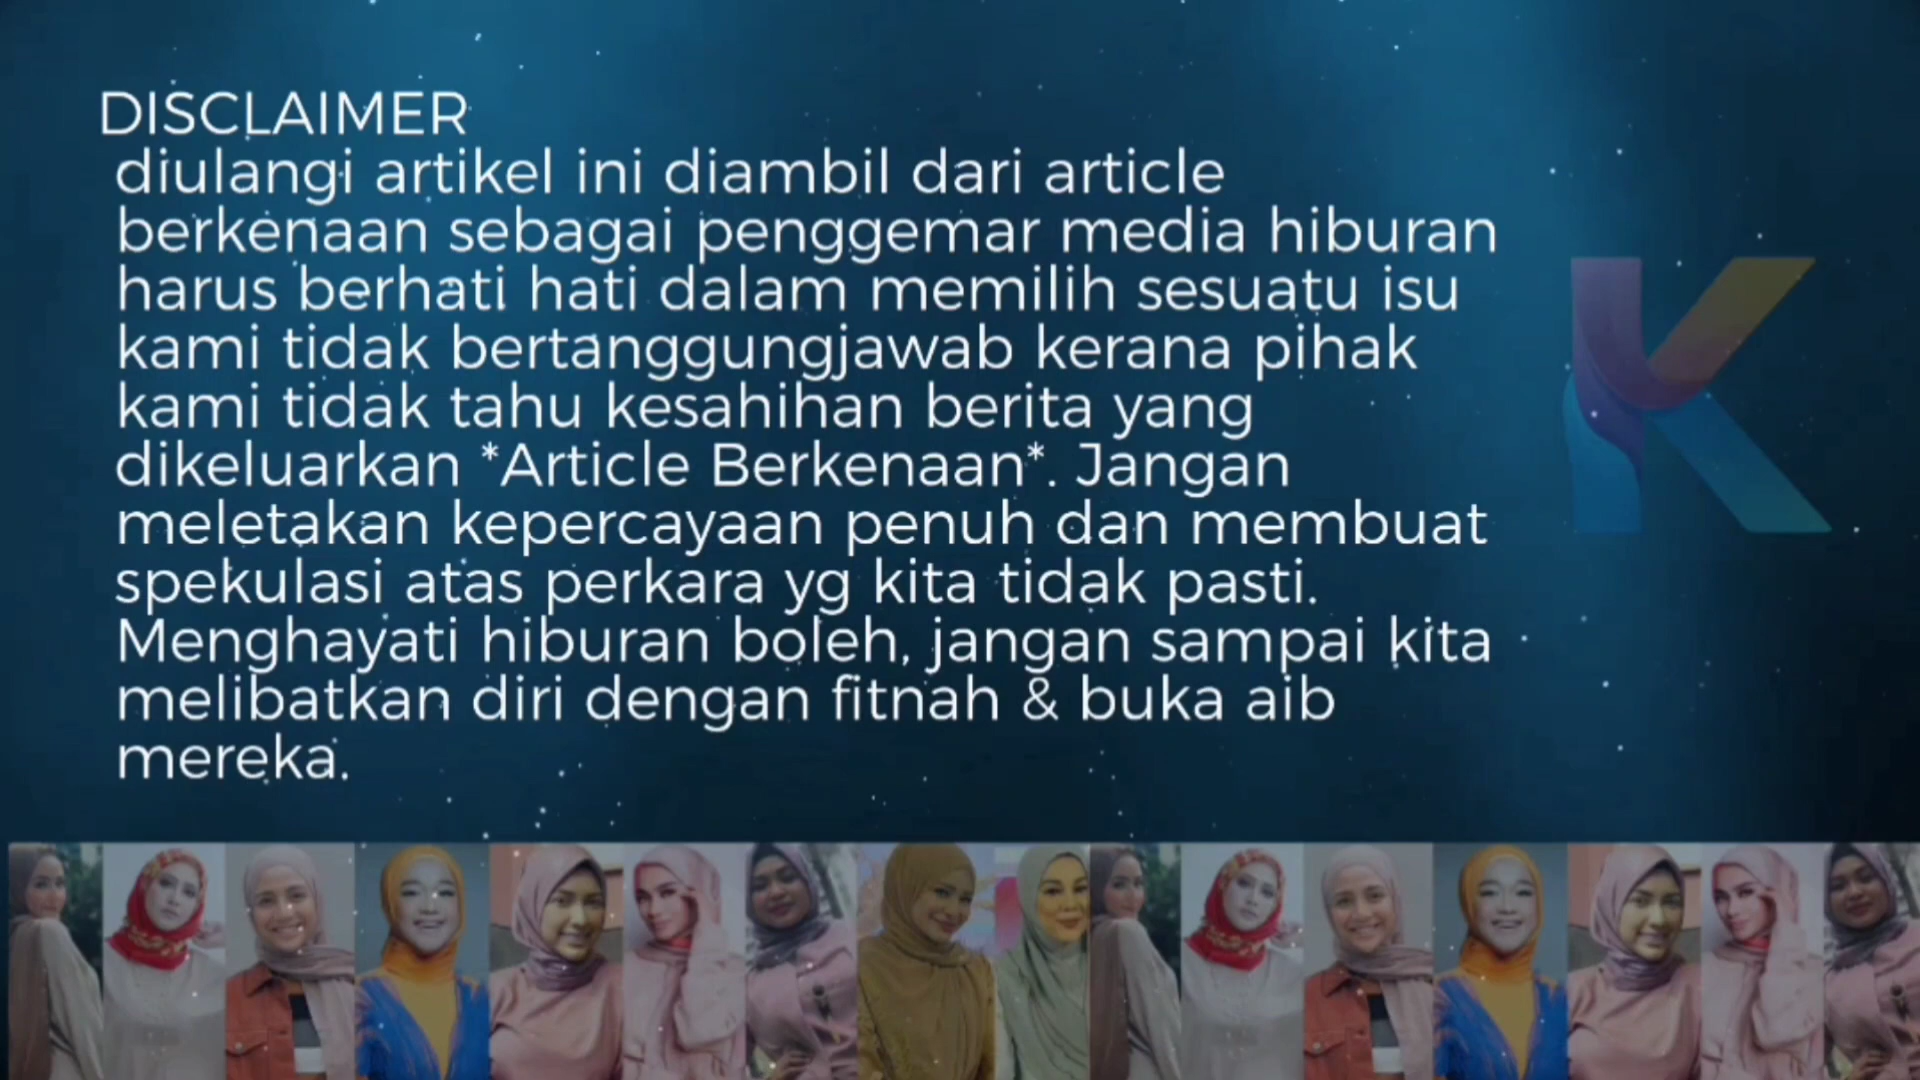 DISCLAIMER
diulangi artikel ini diambil dari article
berkenaan sebagai penggemar media hiburan
harus berhati hati dalam memilih sesuatu isu
kami tidak bertanggungjawab kerana pihak
kami tidak tahu kesahihan berita yang
dikeluarkan *Article Berkenaan*. Jangan
meletakan kepercayaan penuh dan membuat
spekulasi atas perkara yg kita tidak pasti.
Menghayati hiburan boleh, jangan sampai kita
melibatkan diri dengan fitnah & buka aib
mereka.
K